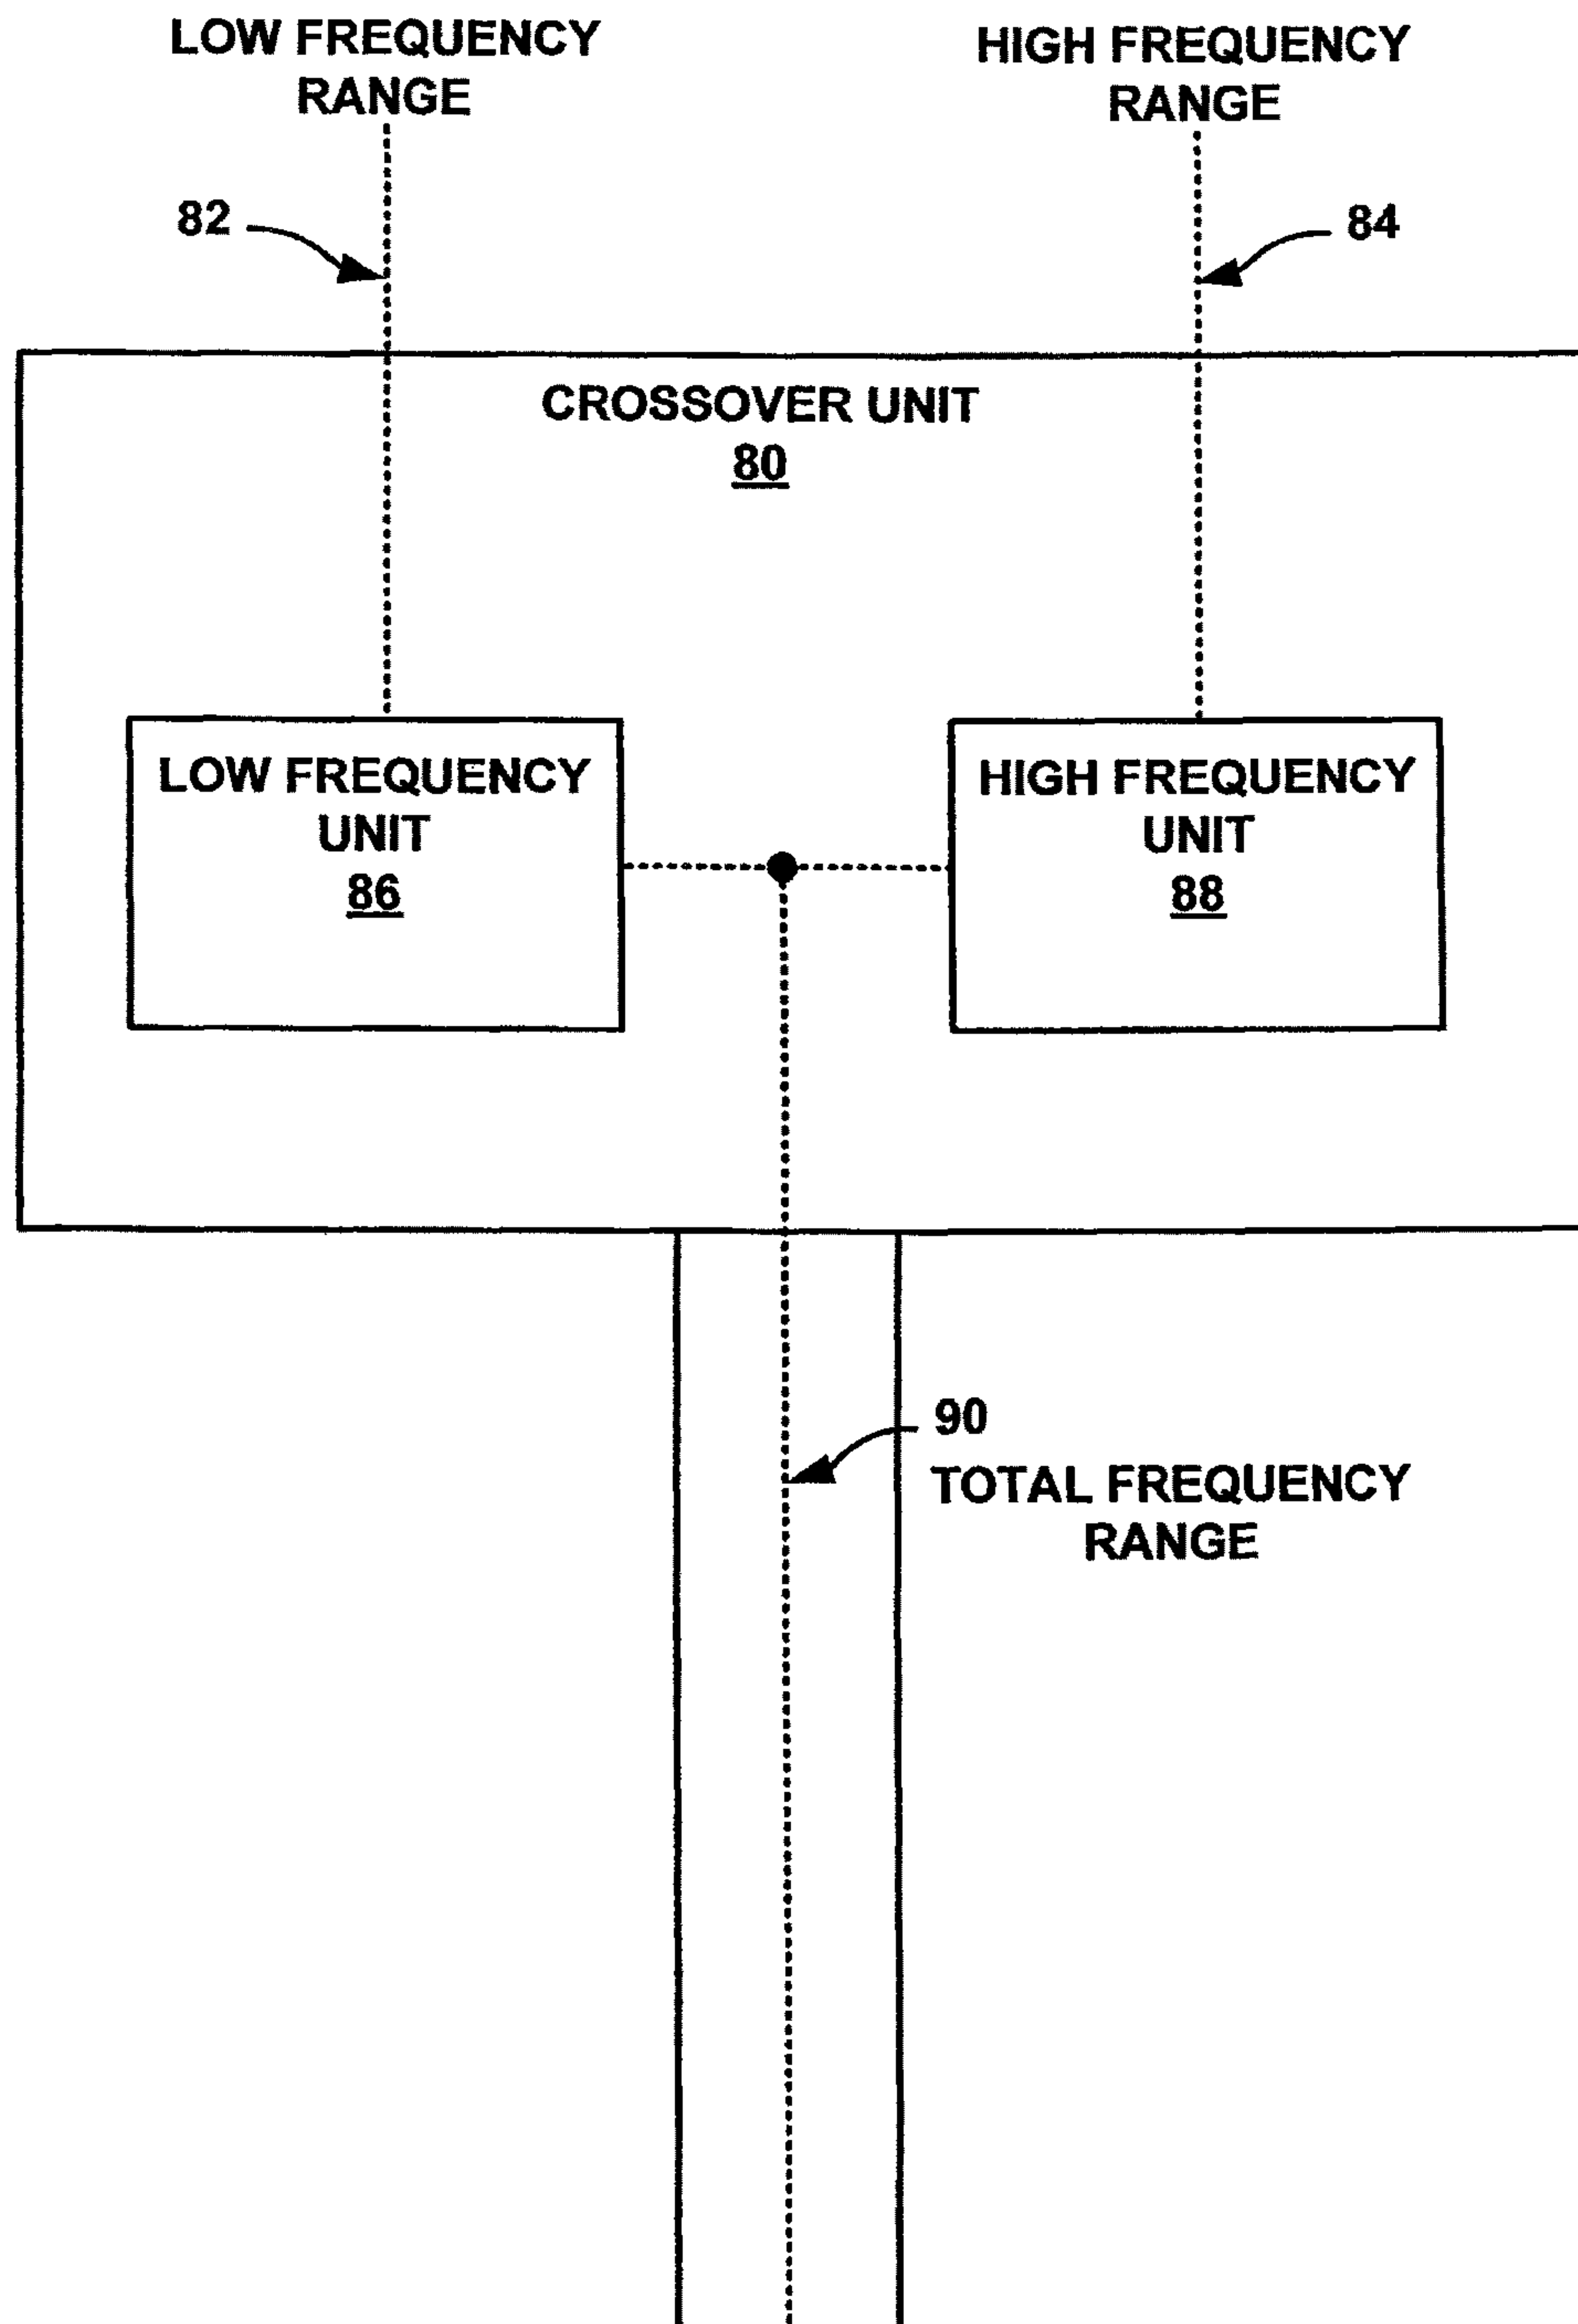 LOW FREQUENCY
RANGE
HIGH FREQUENCY
RANGE
82
84
CROSSOVER UNIT
80
LOW FREQUENCY
UNIT
86
HIGH FREQUENCY
UNIT
88
90
TOTAL FREQUENCY
RANGE